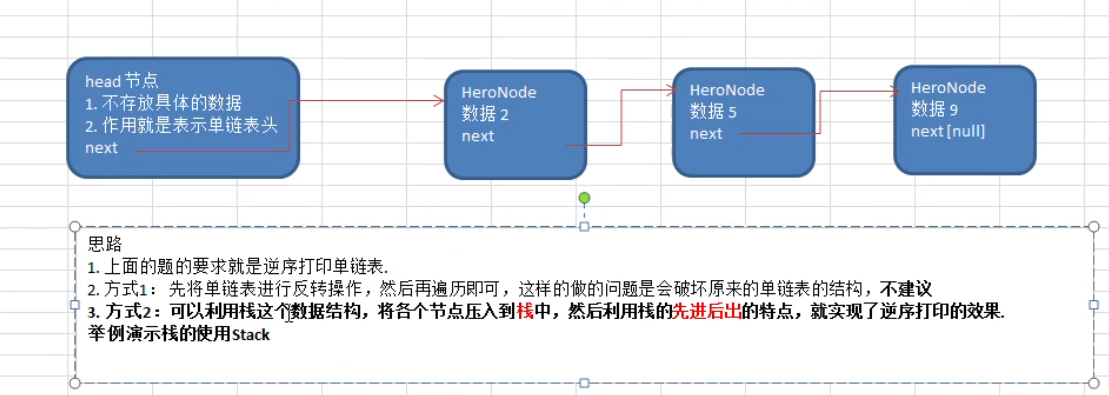 head 节点
1. 不存放具体的数据
2. 作用就是表示单链表头
next
HeroNode
数据 2
next
HeroNode
数据 5
next
HeroNode
数据 9
next [null]
思路
1. 上面的题的要求就是逆序打印单链表.
2. 方式1： 先将单链表进行反转操作，然后再遍历即可，这样的做的问题是会破坏原来的单链表的结构，不建议
3. 方式2：可以利用栈这个数据结构，将各个节点压入到栈中，然后利用栈的先进后出的特点，就实现了逆序打印的效果.
举例演示栈的使用Stack